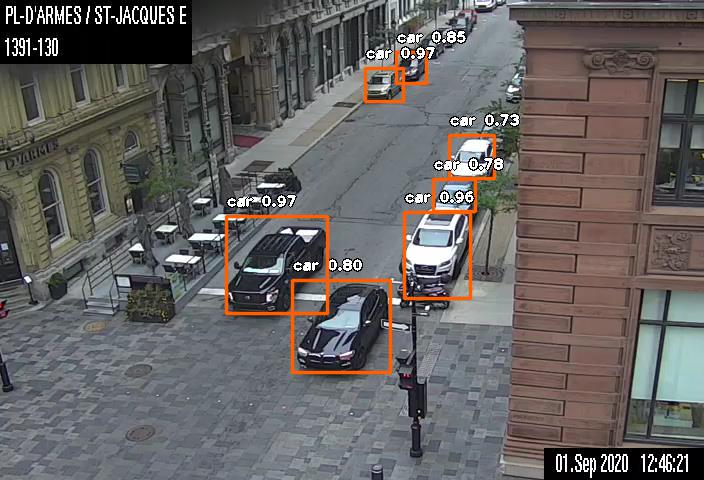 PL-D'ARMES / ST-JACQUES E
1391-130
car 0.85
car 0.97
car 0.73
car 0.78
car 0.97
car 0.96
car 0.80
D'ARMES
01.Sep 2020 12:46:21